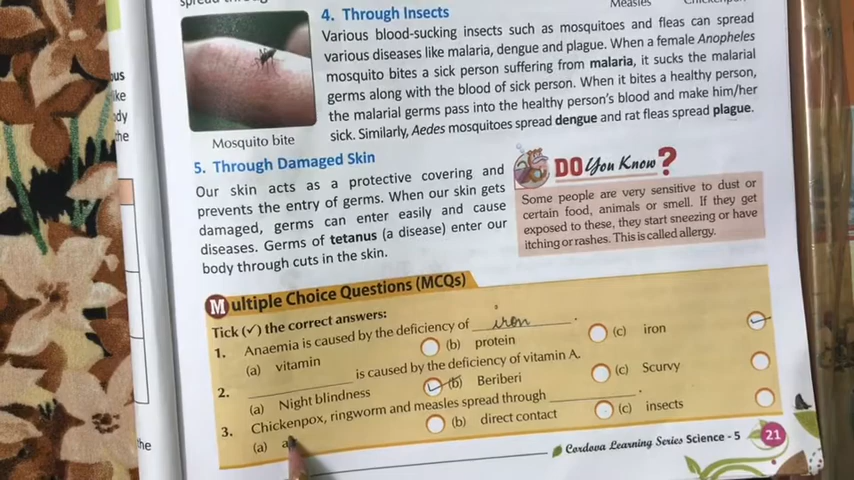 Measles
4. Through Insects
Various blood-sucking insects such as mosquitoes and fleas can spread
various diseases like malaria, dengue and plague. When a female Anopheles
mosquito bites a sick person suffering from malaria, it sucks the malarial
germs along with the blood of sick person. When it bites a healthy person,
the malarial germs pass into the healthy person's blood and make him/her
sick. Similarly, Aedes mosquitoes spread dengue and rat fleas spread plague.
Mosquito bite
5. Through Damaged Skin
Our skin acts as a protective covering and
prevents the entry of germs. When our skin gets
damaged, germs can enter easily and cause
diseases. Germs of tetanus (a disease) enter our
body through cuts in the skin.
DO You Know?
Some people are very sensitive to dust or
certain food, animals or smell. If they get
exposed to these, they start sneezing or have
itching or rashes. This is called allergy.
Multiple Choice Questions (MCQs)
Tick (✓) the correct answers:
1. Anaemia is caused by the deficiency of iron.
(a) vitamin (b) protein (c) iron ✓
2. ____________ is caused by the deficiency of vitamin A.
(a) Night blindness ✓ (b) Beriberi (c) Scurvy
3. Chickenpox, ringworm and measles spread through ____________.
(a) (b) direct contact (c) insects
Cordova Learning Series Science - 5 21
the